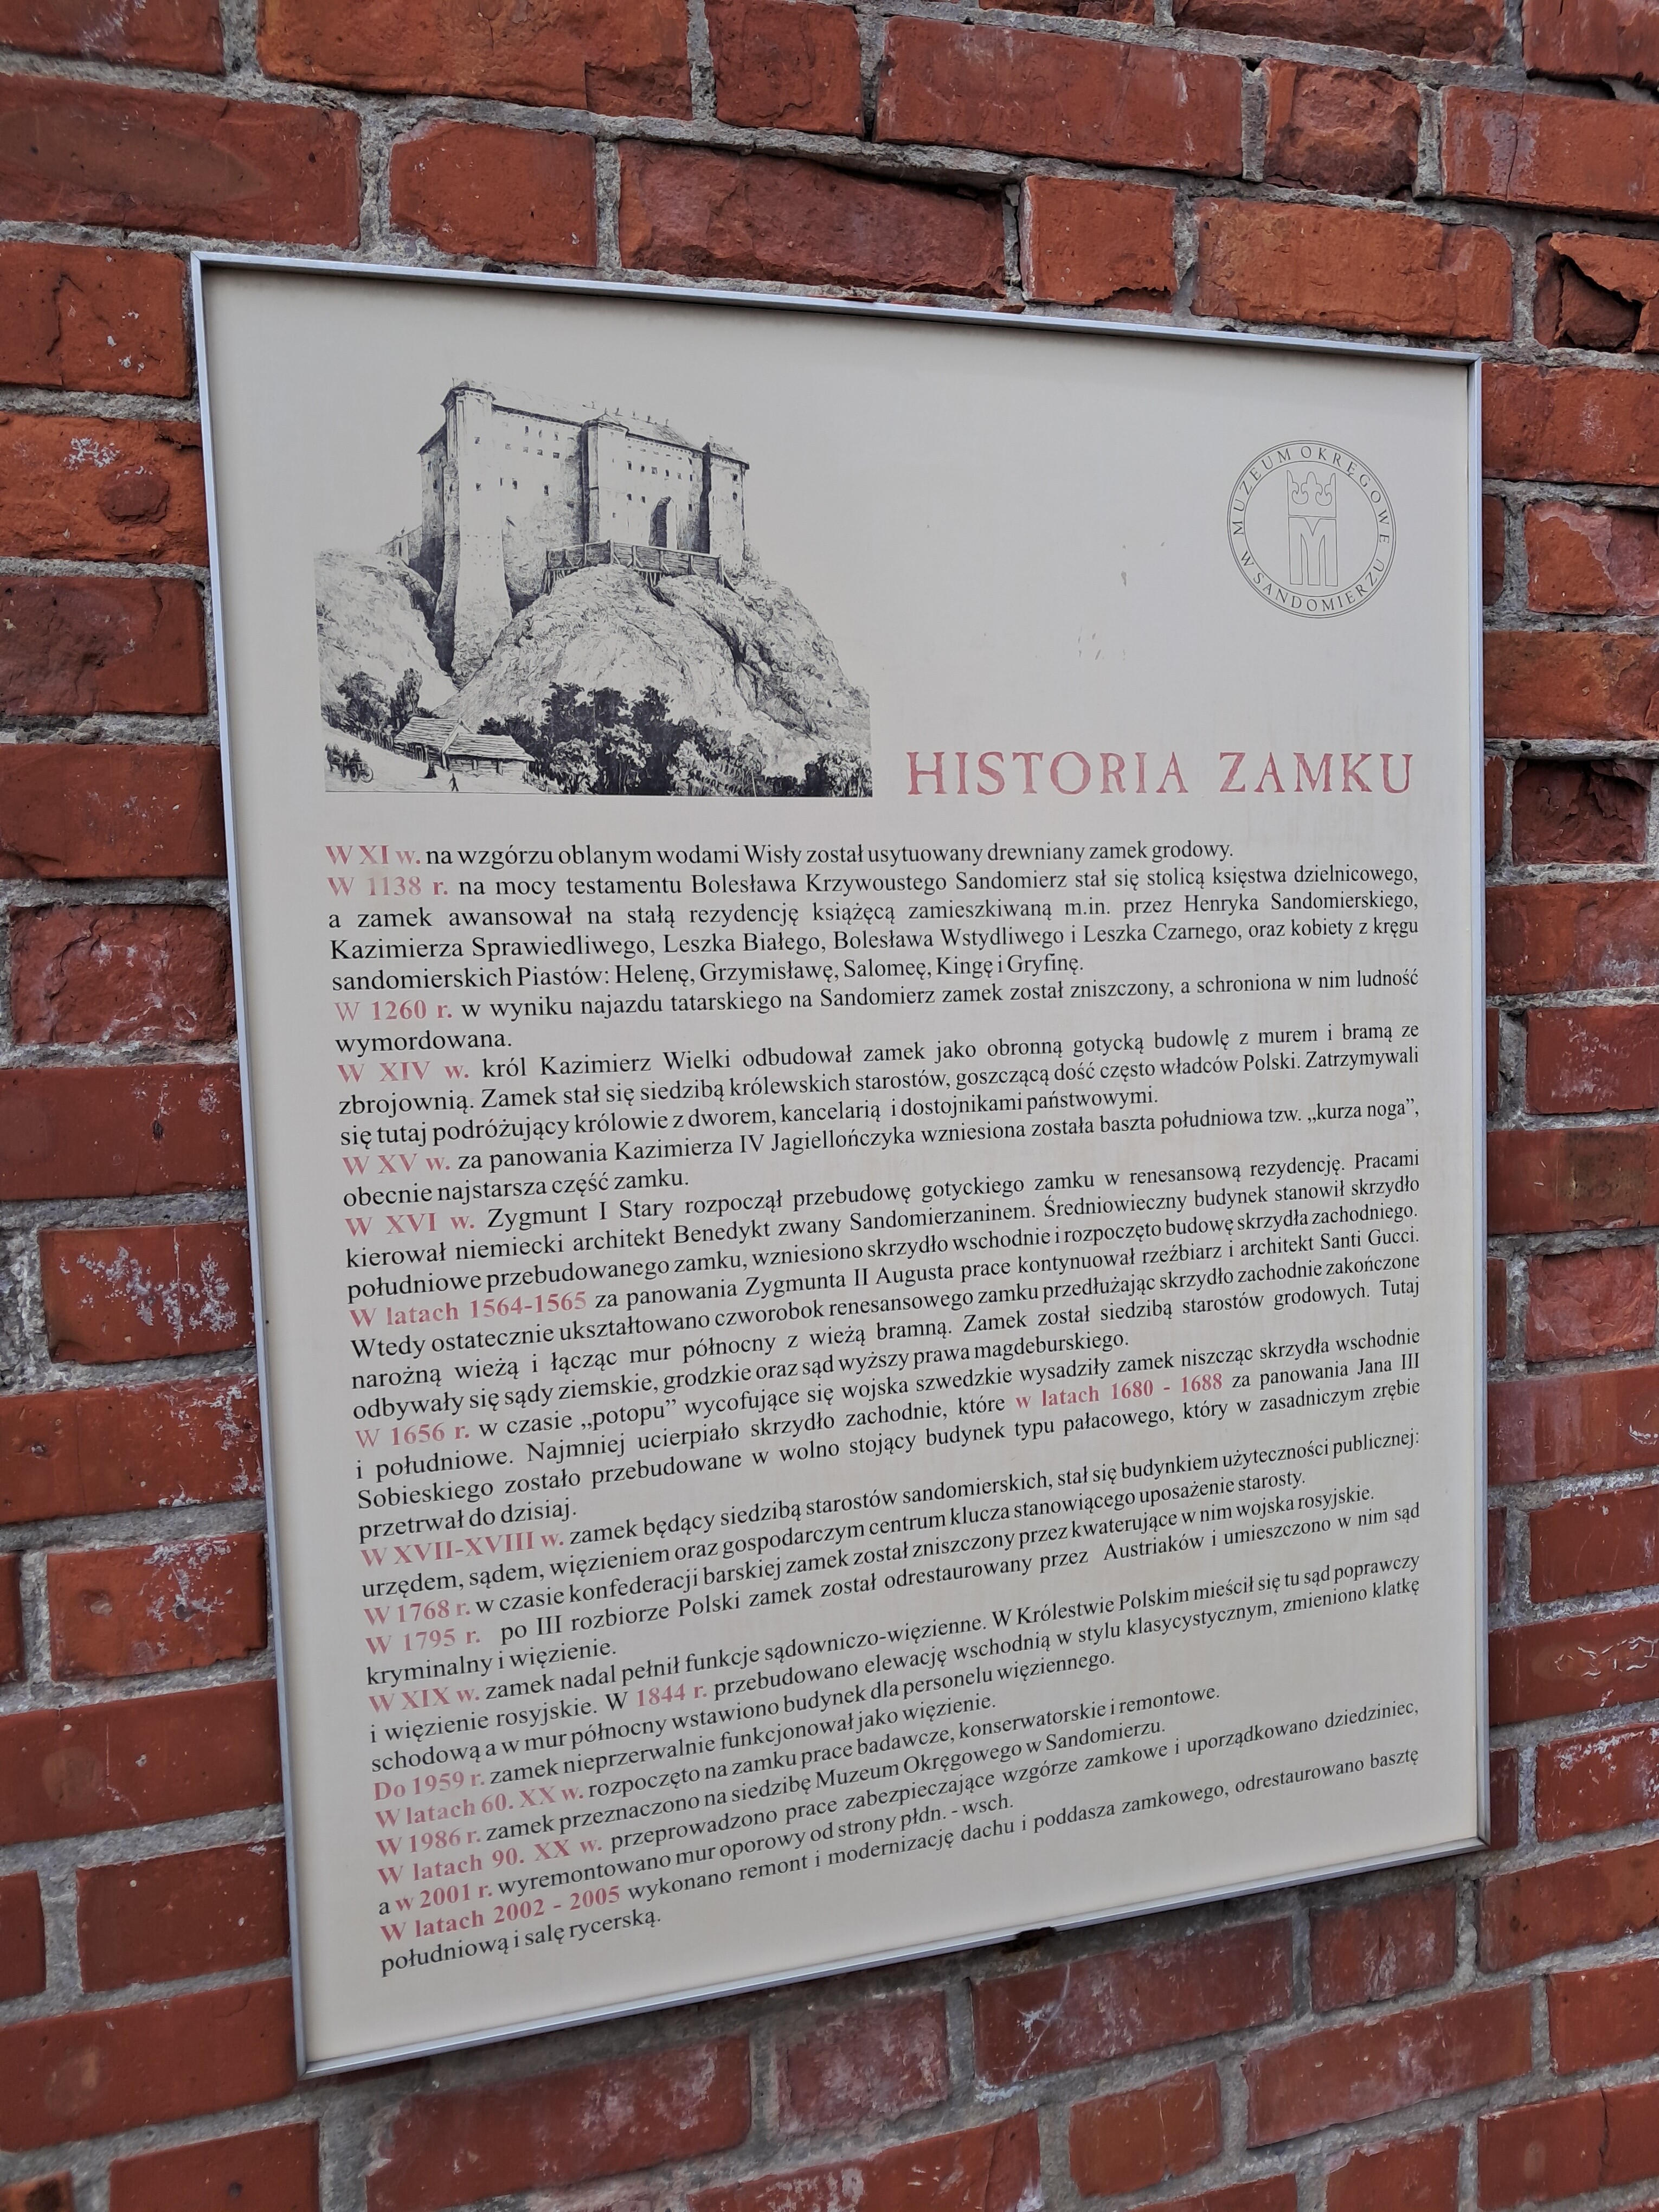 MUZEUM OKRĘGOWE
W SANDOMIERZU
M
HISTORIA ZAMKU
W XI w. na wzgórzu oblanym wodami Wisły został usytuowany drewniany zamek grodowy.
W 1138 r. na mocy testamentu Bolesława Krzywoustego Sandomierz stał się stolicą księstwa dzielnicowego,
a zamek awansował na stałą rezydencję książęcą zamieszkiwaną m.in. przez Henryka Sandomierskiego,
Kazimierza Sprawiedliwego, Leszka Białego, Bolesława Wstydliwego i Leszka Czarnego, oraz kobiety z kręgu
sandomierskich Piastów: Helenę, Grzymisławę, Salomeę, Kingę i Gryfinę.
W 1260 r. w wyniku najazdu tatarskiego na Sandomierz zamek został zniszczony, a schroniona w nim ludność
wymordowana.
W XIV w. król Kazimierz Wielki odbudował zamek jako obronną gotycką budowlę z murem i bramą ze
zbrojownią. Zamek stał się siedzibą królewskich starostów, goszczącą dość często władców Polski. Zatrzymywali
się tutaj podróżujący królowie z dworem, kancelarią i dostojnikami państwowymi.
W XV w. za panowania Kazimierza IV Jagiellończyka wzniesiona została baszta południowa tzw. „kurza noga”,
obecnie najstarsza część zamku.
W XVI w. Zygmunt I Stary rozpoczął przebudowę gotyckiego zamku w renesansową rezydencję. Pracami
kierował niemiecki architekt Benedykt zwany Sandomierzaninem. Średniowieczny budynek stanowił skrzydło
południowe przebudowanego zamku, wzniesiono skrzydło wschodnie i rozpoczęto budowę skrzydła zachodniego.
W latach 1564-1565 za panowania Zygmunta II Augusta prace kontynuował rzeźbiarz i architekt Santi Gucci.
Wtedy ostatecznie ukształtowano czworobok renesansowego zamku przedłużając skrzydło zachodnie zakończone
narożną wieżą i łącząc mur północny z wieżą bramną. Zamek został siedzibą starostów grodowych. Tutaj
odbywały się sądy ziemskie, grodzkie oraz sąd wyższy prawa magdeburskiego.
W 1656 r. w czasie „potopu” wycofujące się wojska szwedzkie wysadziły zamek niszcząc skrzydła wschodnie
i południowe. Najmniej ucierpiało skrzydło zachodnie, które w latach 1680 - 1688 za panowania Jana III
Sobieskiego zostało przebudowane w wolno stojący budynek typu pałacowego, który w zasadniczym zrębie
przetrwał do dzisiaj.
W XVII-XVIII w. zamek będący siedzibą starostów sandomierskich, stał się budynkiem użyteczności publicznej:
urzędem, sądem, więzieniem oraz gospodarczym centrum klucza stanowiącego uposażenie starosty.
W 1768 r. w czasie konfederacji barskiej zamek został zniszczony przez kwaterujące w nim wojska rosyjskie.
W 1795 r. po III rozbiorze Polski zamek został odrestaurowany przez Austriaków i umieszczono w nim sąd
kryminalny i więzienie.
W XIX w. zamek nadal pełnił funkcje sądowniczo-więzienne. W Królestwie Polskim mieścił się tu sąd poprawczy
i więzienie rosyjskie. W 1844 r. przebudowano elewację wschodnią w stylu klasycystycznym, zmieniono klatkę
schodową a w mur północny wstawiono budynek dla personelu więziennego.
Do 1959 r. zamek nieprzerwalnie funkcjonował jako więzienie.
W latach 60. XX w. rozpoczęto na zamku prace badawcze, konserwatorskie i remontowe.
W 1986 r. zamek przeznaczono na siedzibę Muzeum Okręgowego w Sandomierzu.
W latach 90. XX w. przeprowadzono prace zabezpieczające wzgórze zamkowe i uporządkowano dziedziniec,
a w 2001 r. wyremontowano mur oporowy od strony płdn. - wsch.
W latach 2002 - 2005 wykonano remont i modernizację dachu i poddasza zamkowego, odrestaurowano basztę
południową i salę rycerską.